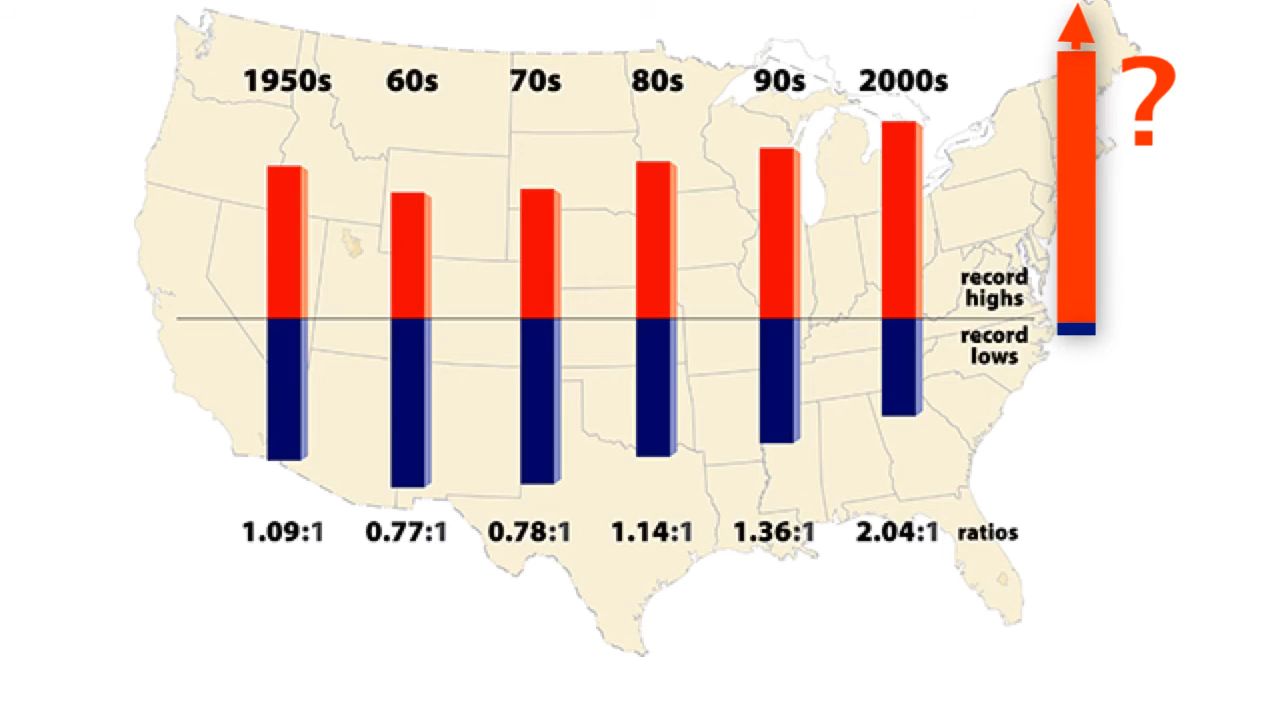 1950s 60s 70s 80s 90s 2000s
?
record
highs
record
lows
1.09:1 0.77:1 0.78:1 1.14:1 1.36:1 2.04:1 ratios